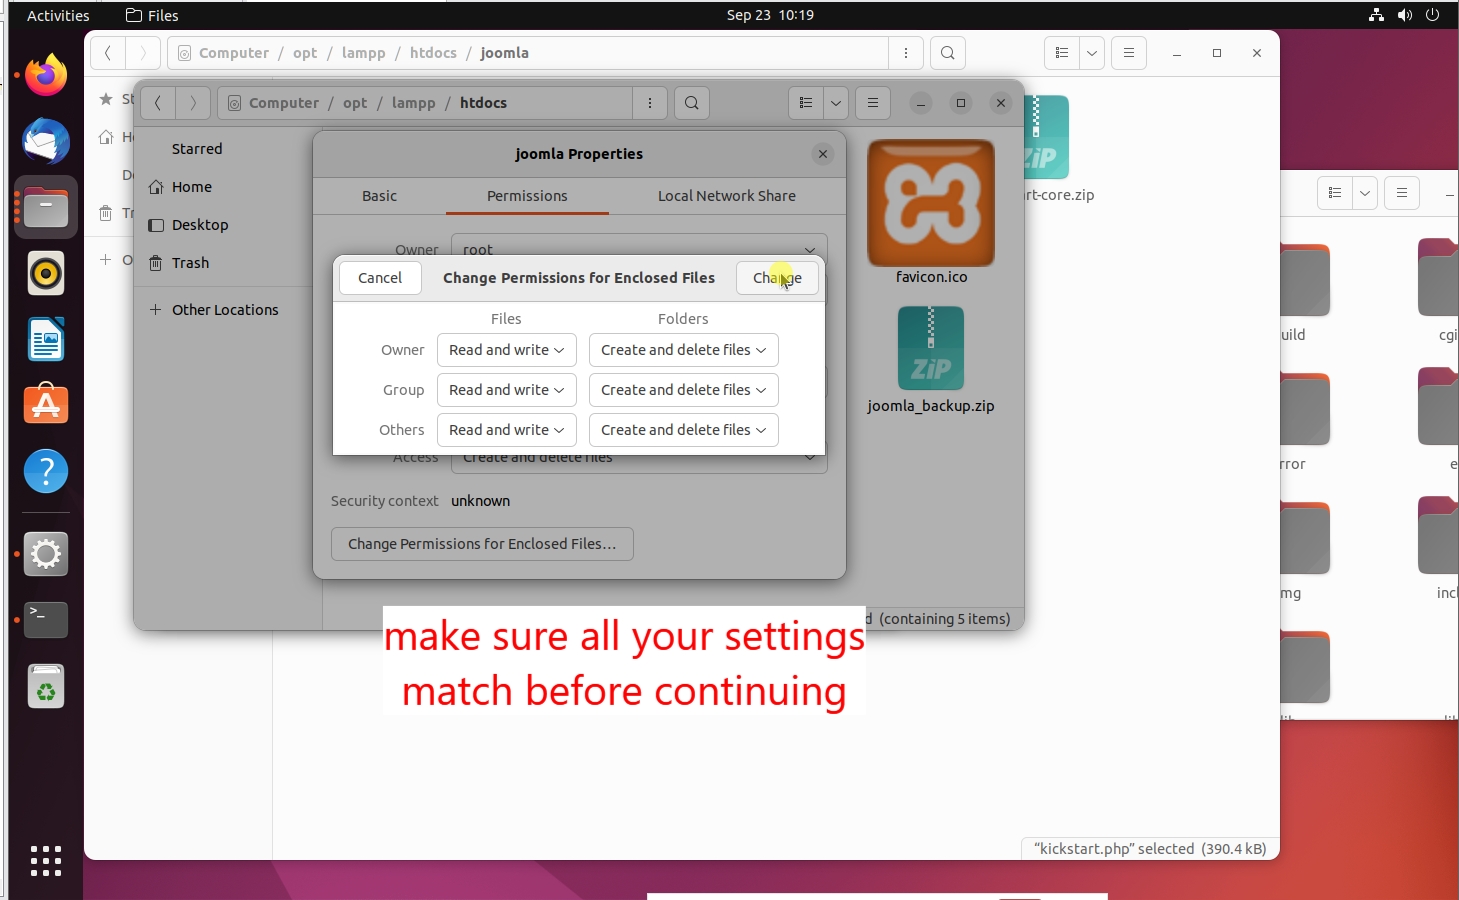 Activities
Files
Sep 23 10:19
Computer / opt / lampp / htdocs / joomla
St
Computer / opt / lampp / htdocs
Starred
Home
Desktop
Trash
Other Locations
joomla Properties
Basic
Permissions
Local Network Share
Owner root
Cancel
Change Permissions for Enclosed Files
Change
Files
Folders
Owner Read and write Create and delete files
Group Read and write Create and delete files
Others Read and write Create and delete files
Access Create and delete files
Security context unknown
Change Permissions for Enclosed Files...
favicon.ico
ZiP
joomla_backup.zip
(containing 5 items)
ZiP
rt-core.zip
uild
cgi
rror
e
mg
incl
make sure all your settings
match before continuing
"kickstart.php" selected (390.4 kB)